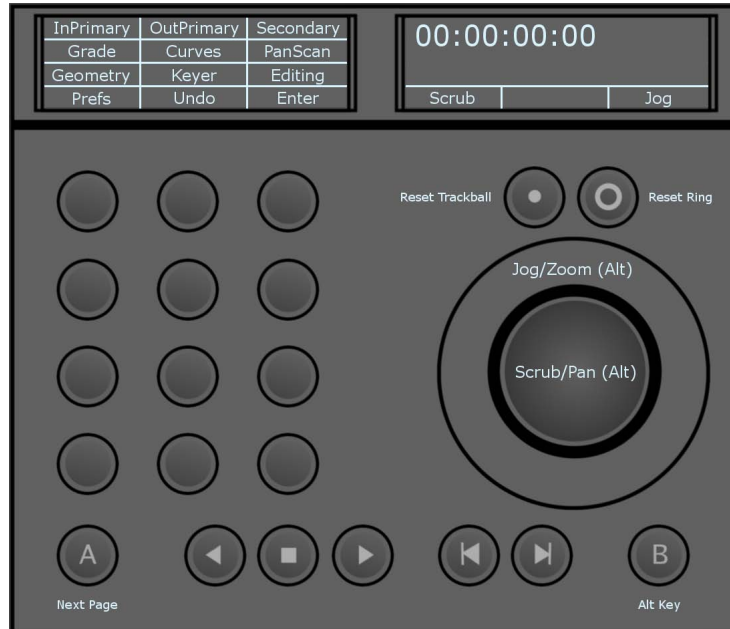 InPrimary OutPrimary Secondary
Grade Curves PanScan
Geometry Keyer Editing
Prefs Undo Enter
00:00:00:00
Scrub Jog
Reset Trackball Reset Ring
Jog/Zoom (Alt)
Scrub/Pan (Alt)
A B
Next Page Alt Key